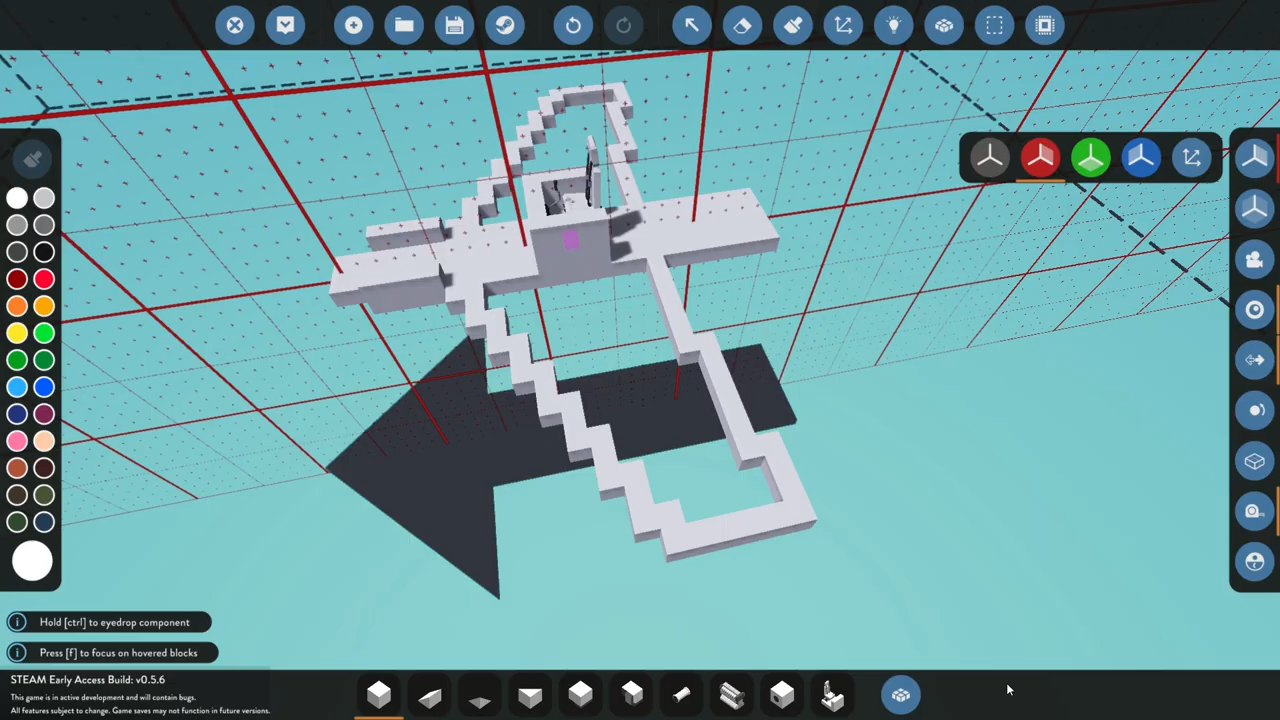 Hold [ctrl] to eyedrop component
Press [f] to focus on hovered blocks
STEAM Early Access Build: v0.5.6
This game is in active development and will contain bugs.
All features subject to change. Game saves may not function in future versions.